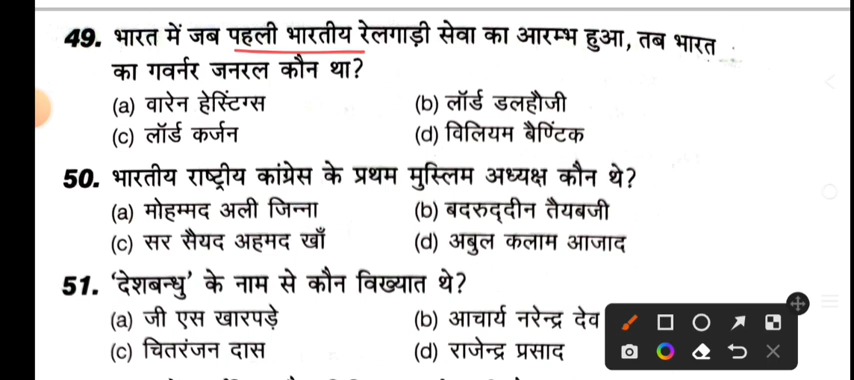 49. भारत में जब पहली भारतीय रेलगाड़ी सेवा का आरम्भ हुआ, तब भारत
का गवर्नर जनरल कौन था?
(a) वारेन हेस्टिंग्स (b) लॉर्ड डलहौजी
(c) लॉर्ड कर्जन (d) विलियम बैण्टिंक
50. भारतीय राष्ट्रीय कांग्रेस के प्रथम मुस्लिम अध्यक्ष कौन थे?
(a) मोहम्मद अली जिन्ना (b) बदरुद्दीन तैयबजी
(c) सर सैयद अहमद खाँ (d) अबुल कलाम आजाद
51. 'देशबन्धु' के नाम से कौन विख्यात थे?
(a) जी एस खारपड़े (b) आचार्य नरेन्द्र देव
(c) चितरंजन दास (d) राजेन्द्र प्रसाद